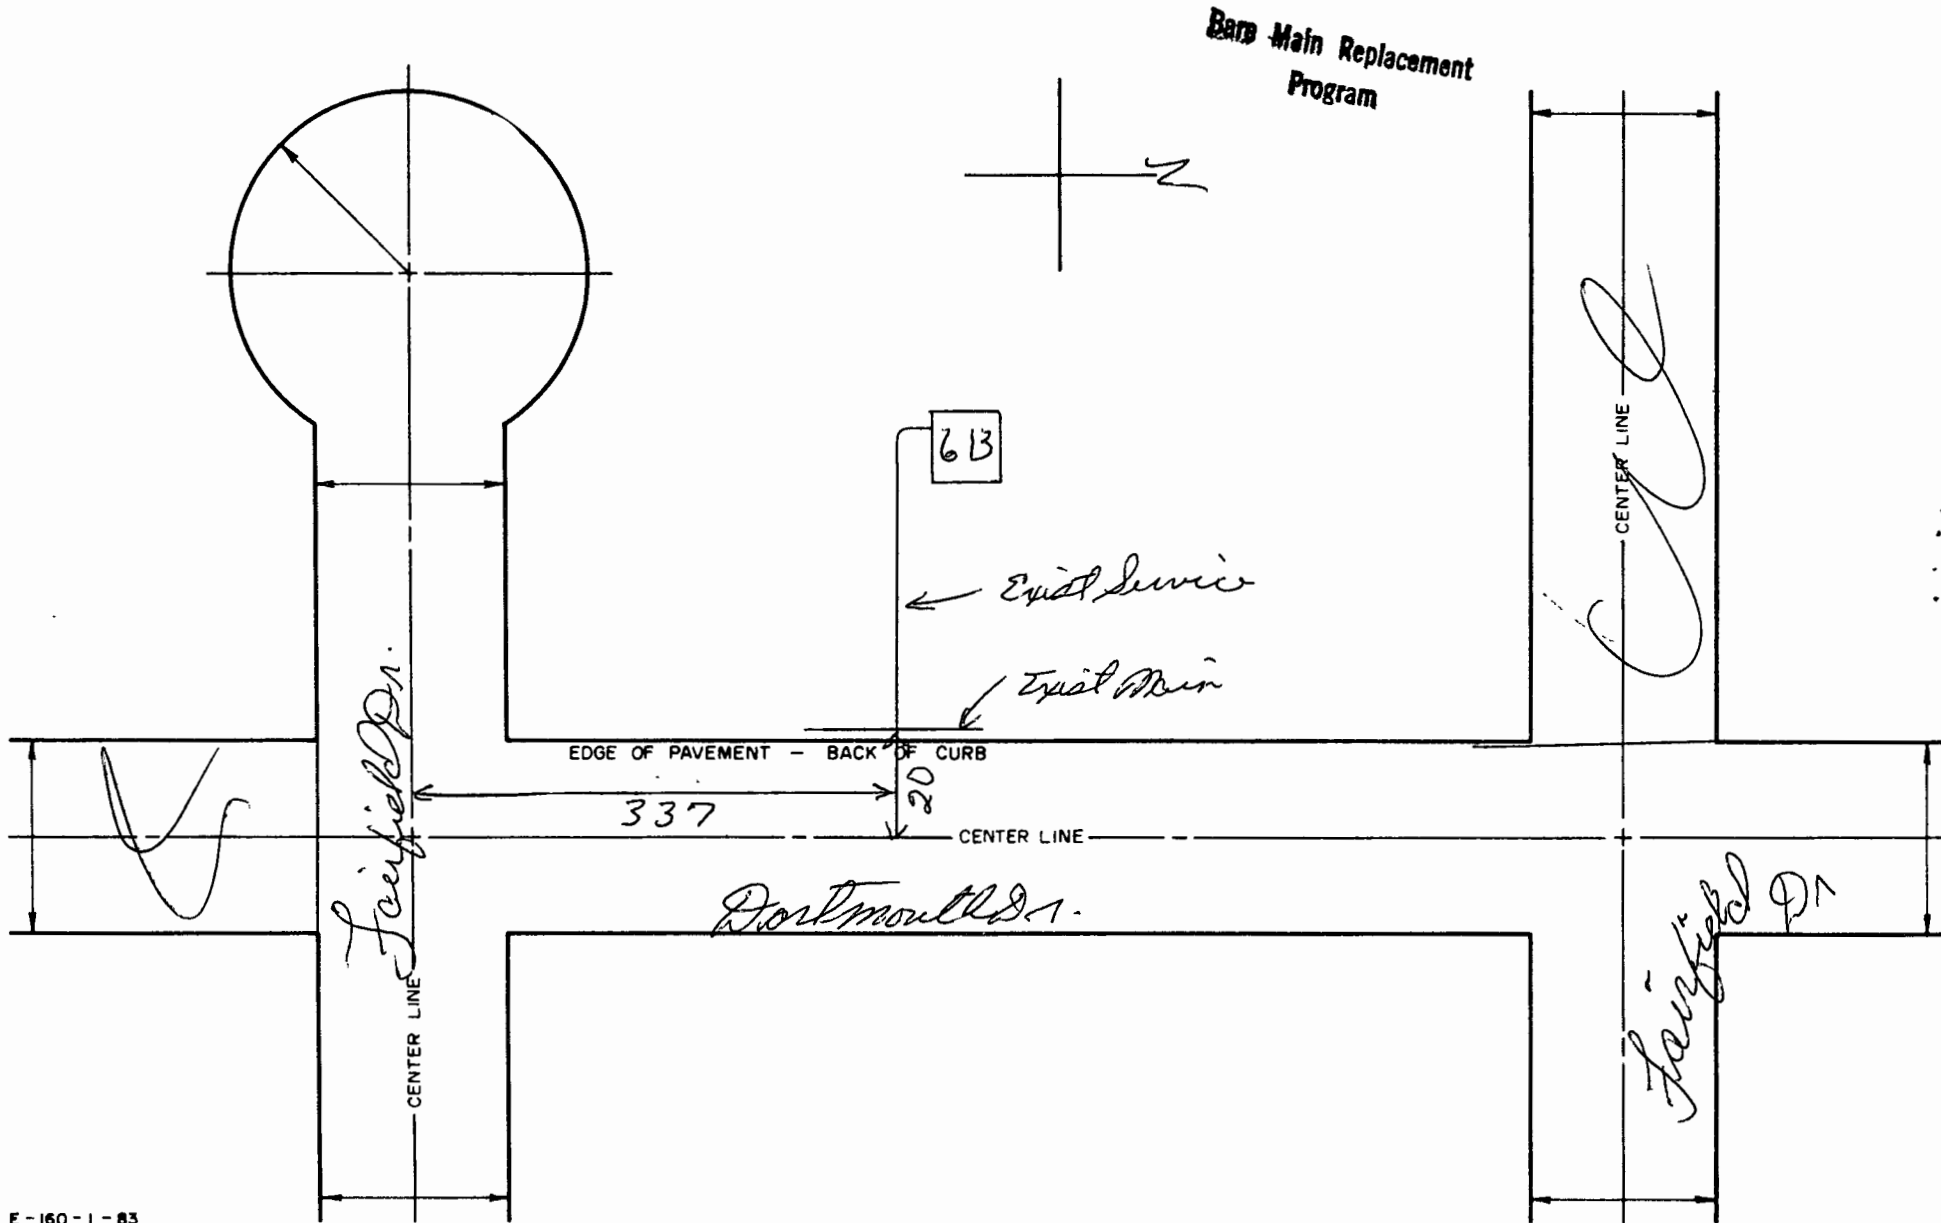 Bare Main Replacement
Program
N
6B
CENTER LINE
Exist Service
Exist Main
EDGE OF PAVEMENT - BACK OF CURB
337
20
CENTER LINE
Fairfield Dr.
Dartmouth Dr.
Fairfield Dr
CENTER LINE
F-160-1-83